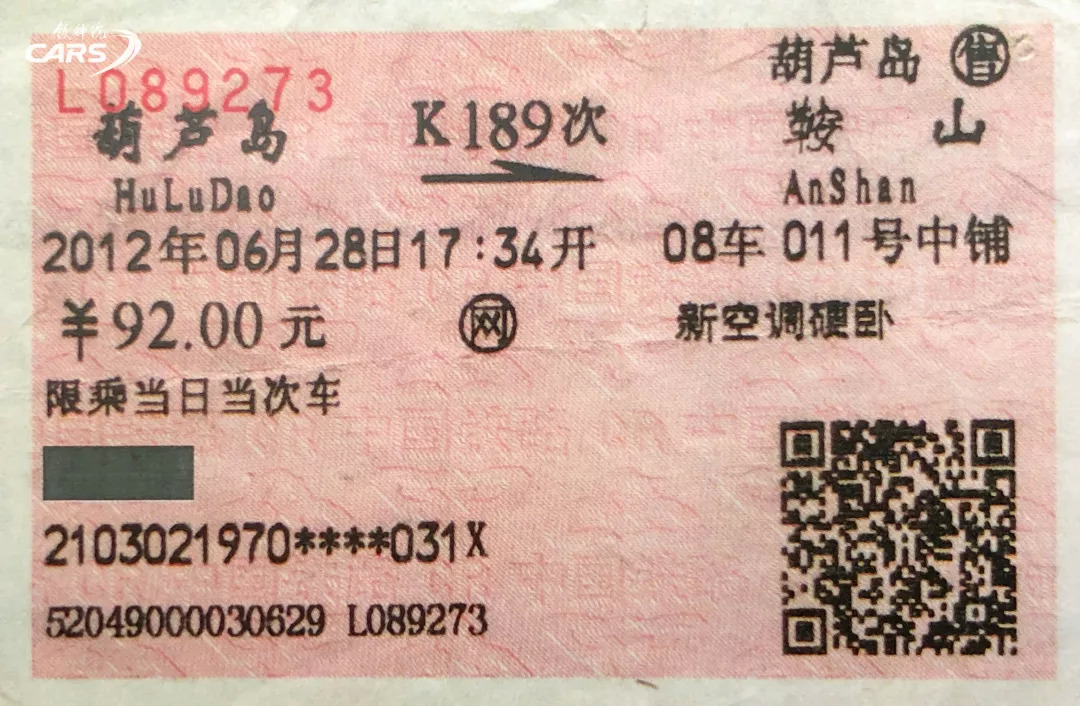 CARS
葫芦岛 售
L089273
葫芦岛 K189次 鞍山
HuLuDao AnShan
2012年06月28日17:34开 08车011号中铺
¥92.00元 网 新空调硬卧
限乘当日当次车
2103021970****031X
52049000030629 L089273